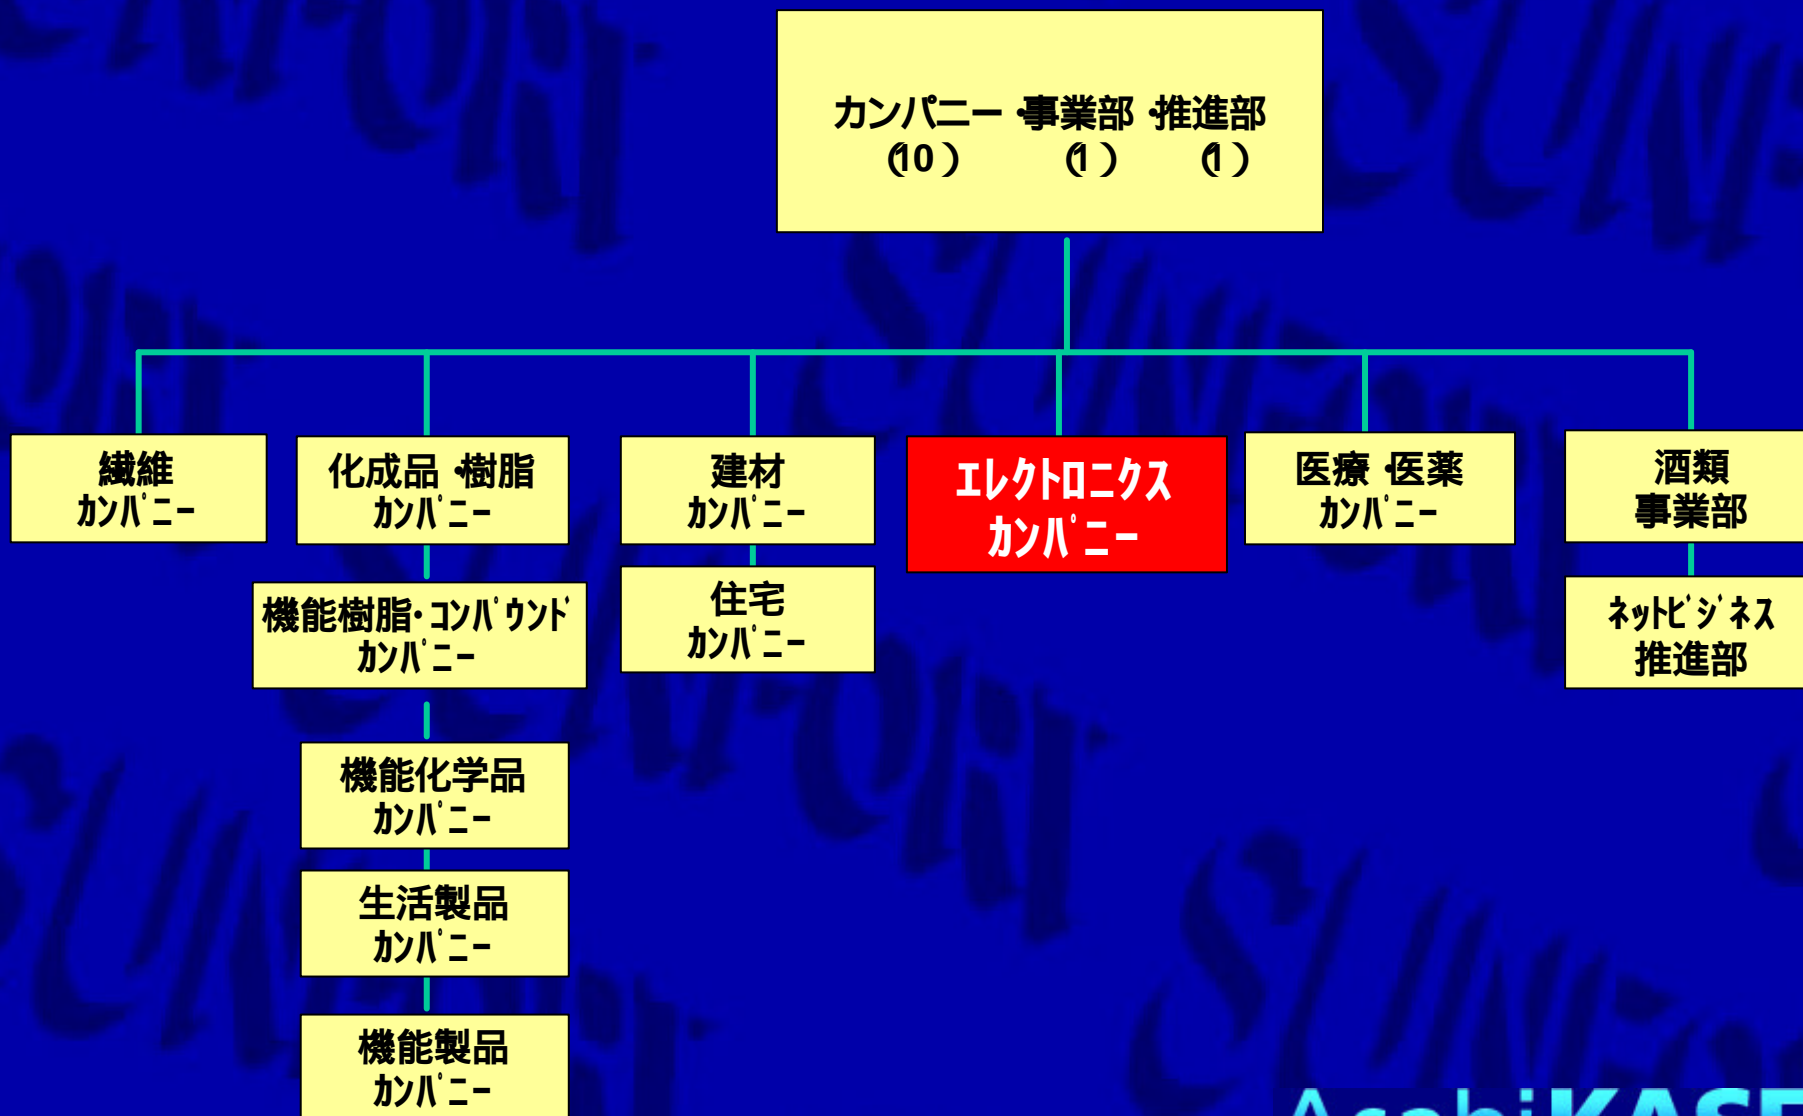 カンパニー・事業部・推進部
(10) (1) (1)
繊維
ｶﾝﾊﾟﾆｰ
化成品・樹脂
ｶﾝﾊﾟﾆｰ
建材
ｶﾝﾊﾟﾆｰ
ｴﾚｸﾄﾛﾆｸｽ
ｶﾝﾊﾟﾆｰ
医療・医薬
ｶﾝﾊﾟﾆｰ
酒類
事業部
機能樹脂・ｺﾝﾊﾟｳﾝﾄﾞ
ｶﾝﾊﾟﾆｰ
住宅
ｶﾝﾊﾟﾆｰ
ﾈｯﾄﾋﾞｼﾞﾈｽ
推進部
機能化学品
ｶﾝﾊﾟﾆｰ
生活製品
ｶﾝﾊﾟﾆｰ
機能製品
ｶﾝﾊﾟﾆｰ
AsahiKASE
SUNFORT